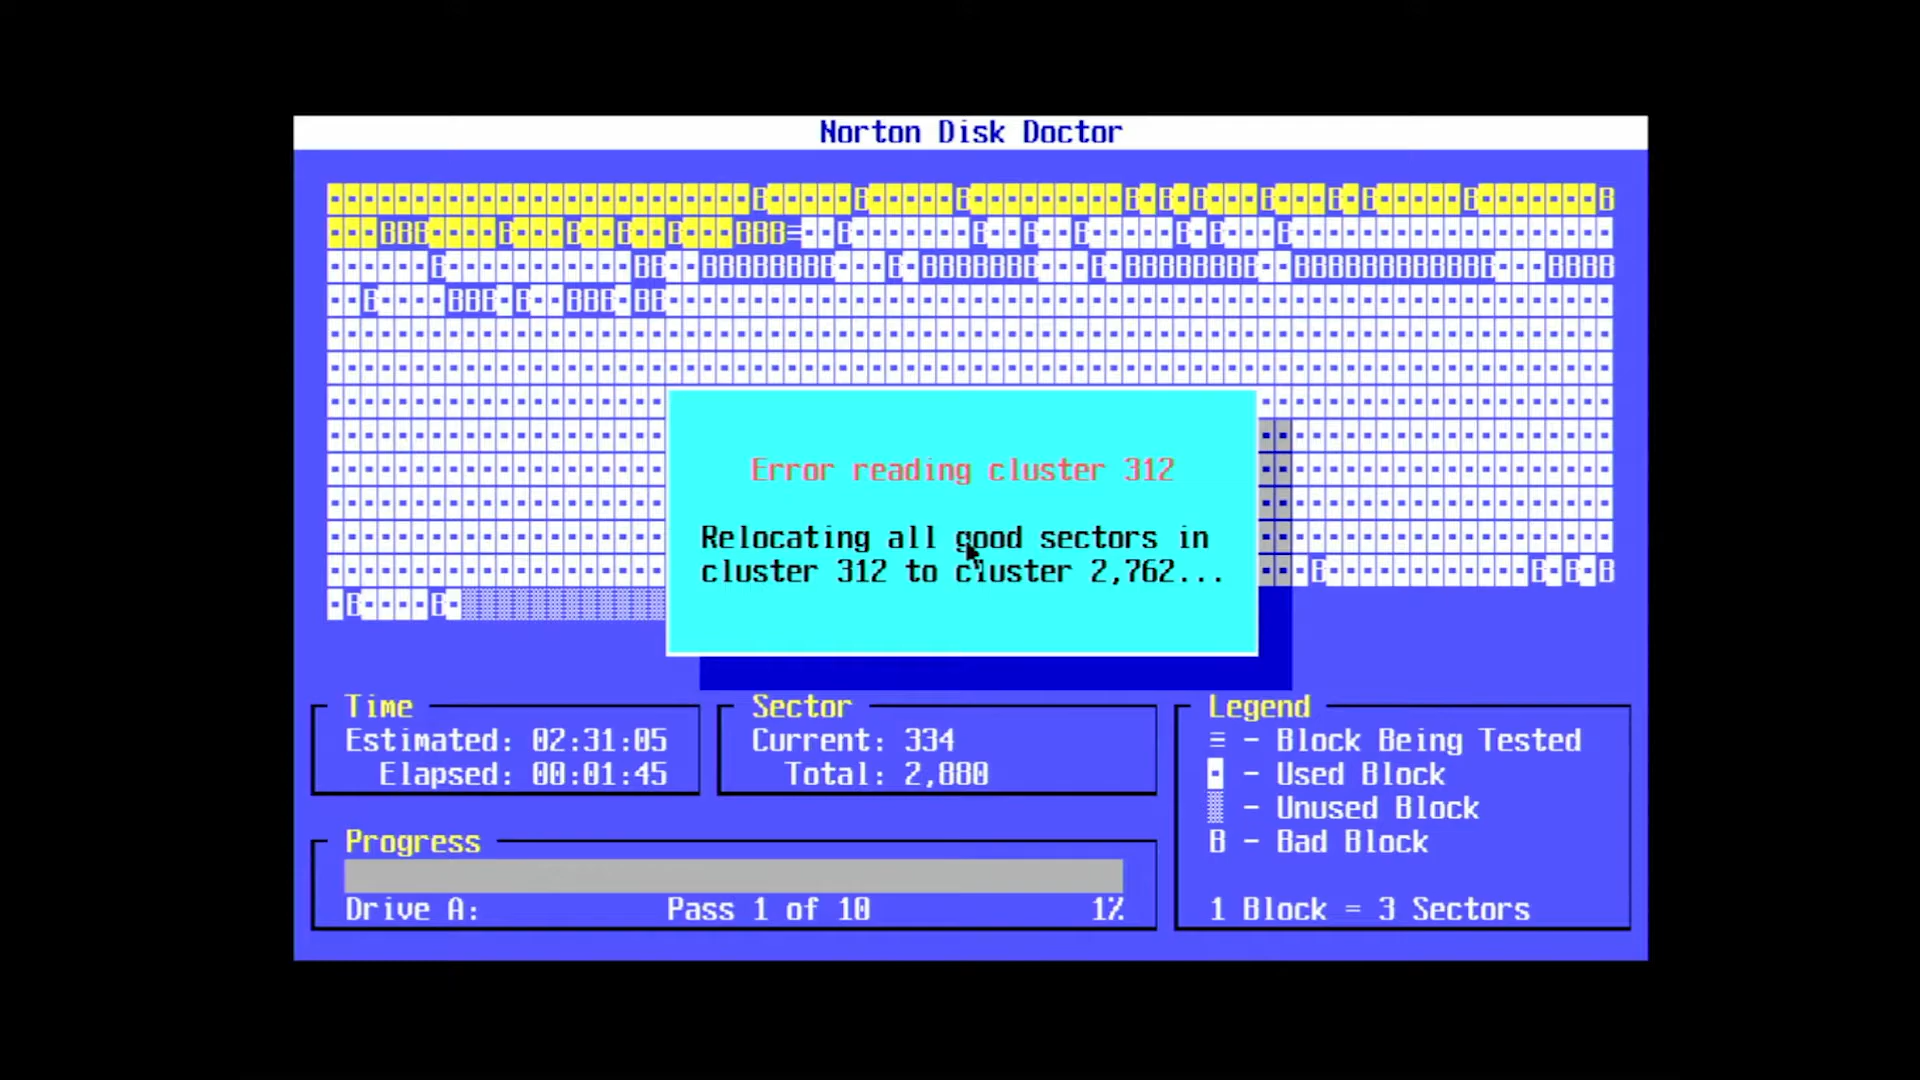 Norton Disk Doctor
Error reading cluster 312
Relocating all good sectors in
cluster 312 to cluster 2,762...
Time
Estimated: 02:31:05
Elapsed: 00:01:45
Sector
Current: 334
Total: 2,880
Progress
Drive A: Pass 1 of 10 1%
Legend
≡ - Block Being Tested
- Used Block
░ - Unused Block
B - Bad Block
1 Block = 3 Sectors